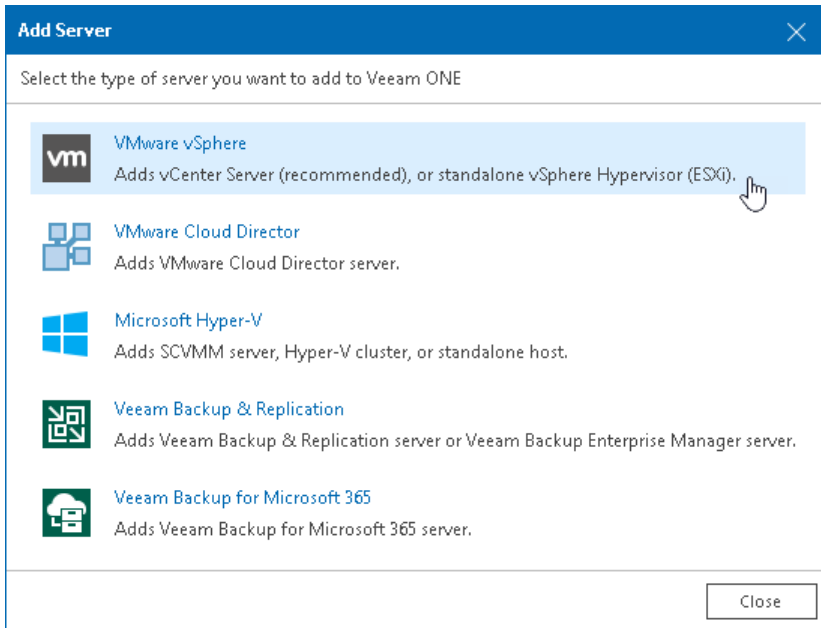 Add Server
Select the type of server you want to add to Veeam ONE
vm
VMware vSphere
Adds vCenter Server (recommended), or standalone vSphere Hypervisor (ESXi).
VMware Cloud Director
Adds VMware Cloud Director server.
Microsoft Hyper-V
Adds SCVMM server, Hyper-V cluster, or standalone host.
Veeam Backup & Replication
Adds Veeam Backup & Replication server or Veeam Backup Enterprise Manager server.
Veeam Backup for Microsoft 365
Adds Veeam Backup for Microsoft 365 server.
Close